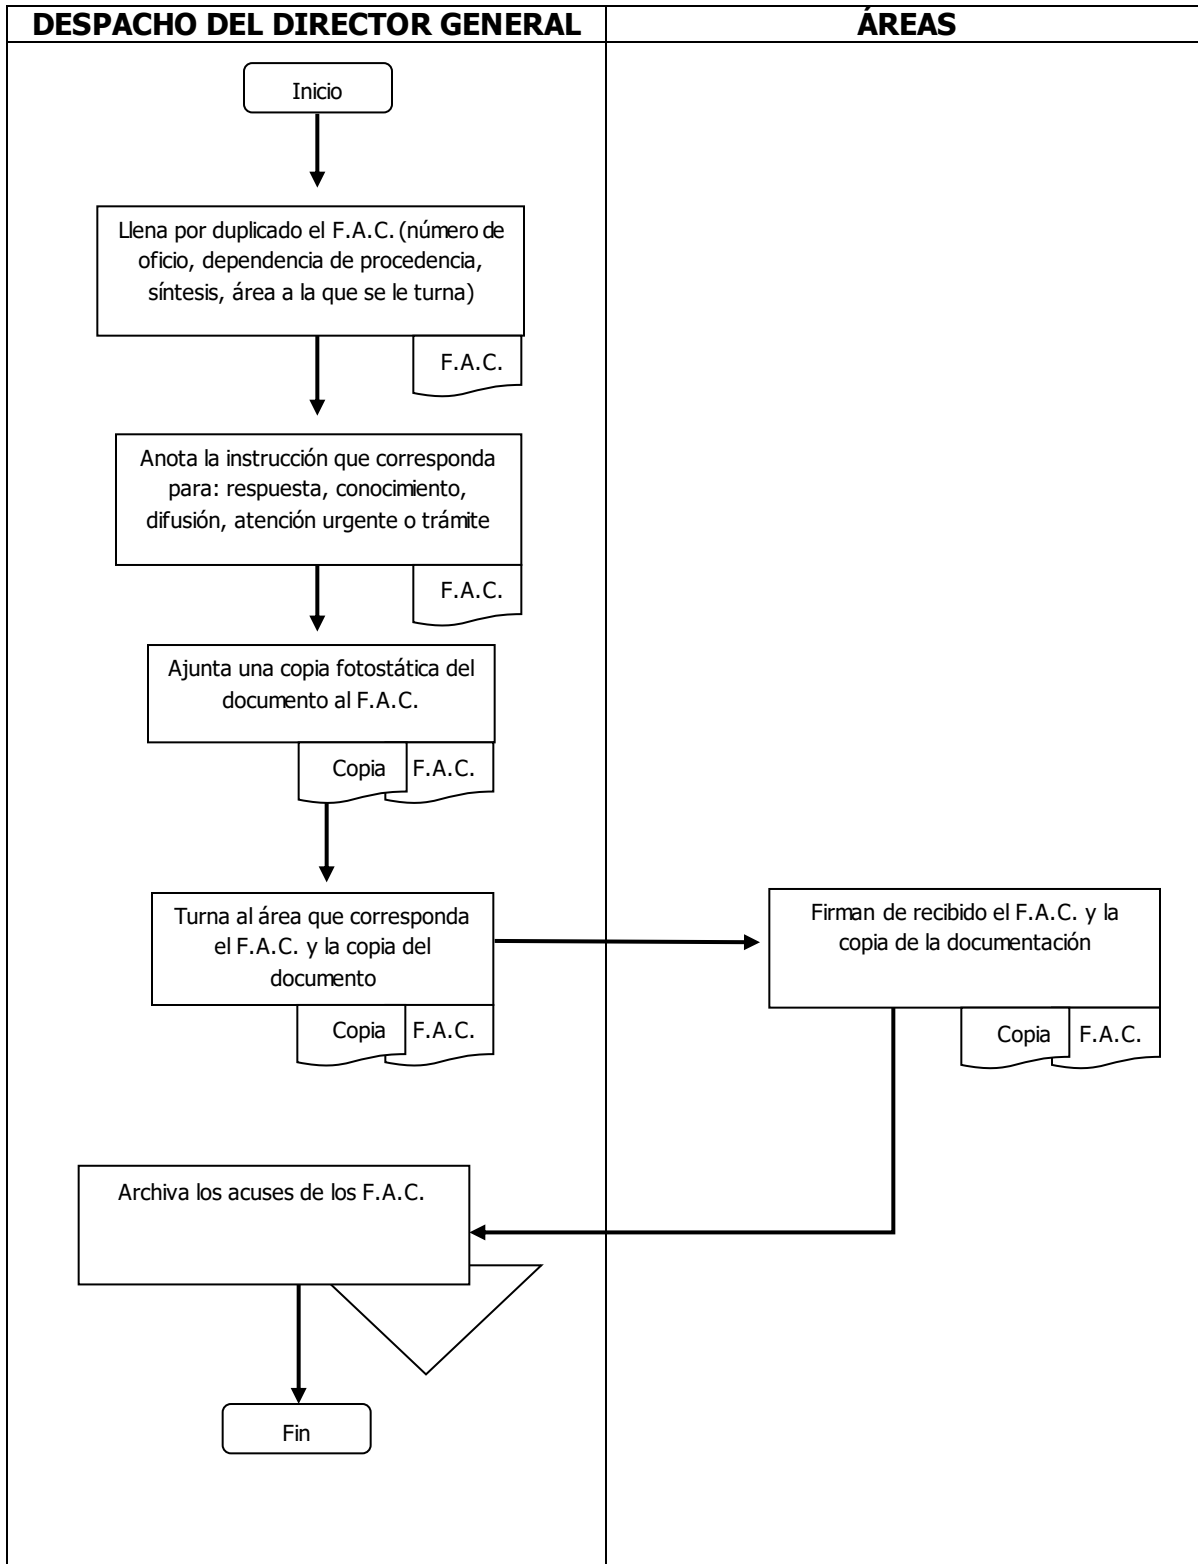 DESPACHO DEL DIRECTOR GENERAL
ÁREAS
Inicio
Llena por duplicado el F.A.C. (número de
oficio, dependencia de procedencia,
síntesis, área a la que se le turna)
F.A.C.
Anota la instrucción que corresponda
para: respuesta, conocimiento,
difusión, atención urgente o trámite
F.A.C.
Ajunta una copia fotostática del
documento al F.A.C.
Copia
F.A.C.
Turna al área que corresponda
el F.A.C. y la copia del
documento
Copia
F.A.C.
Firman de recibido el F.A.C. y la
copia de la documentación
Copia
F.A.C.
Archiva los acuses de los F.A.C.
Fin